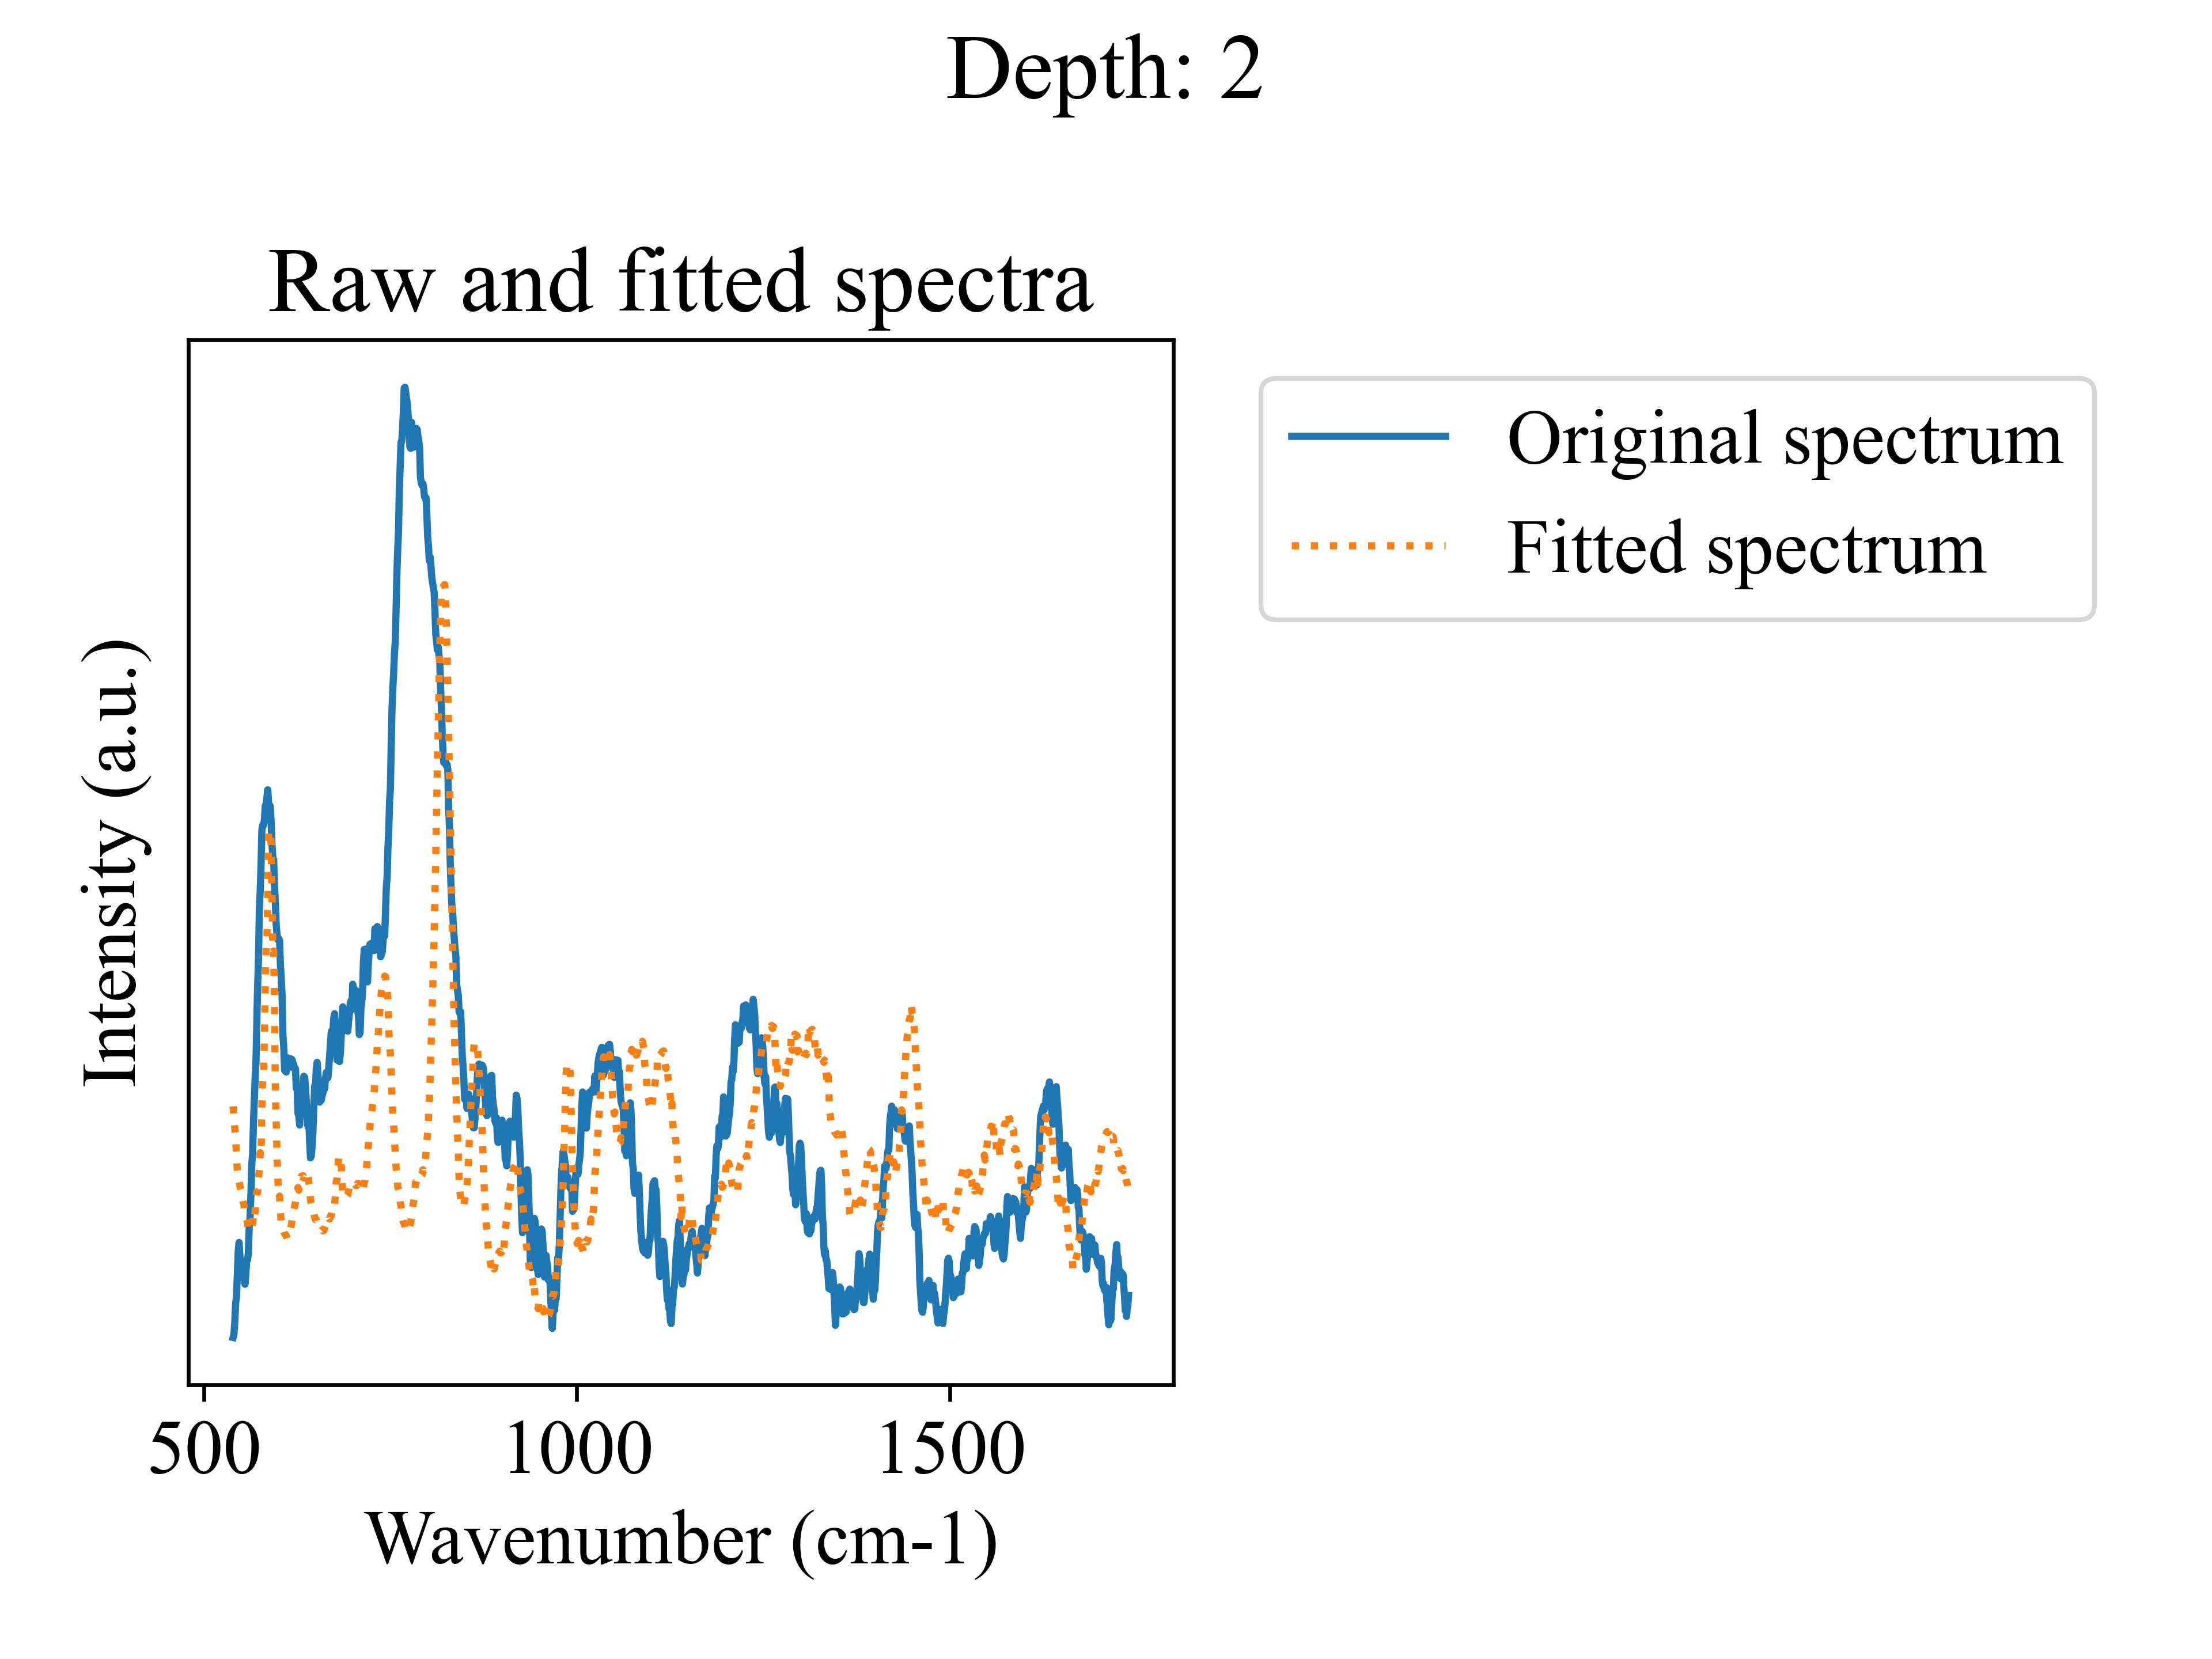 Depth: 2
Raw and fitted spectra
Original spectrum
Fitted spectrum
Intensity (a.u.)
500 1000 1500
Wavenumber (cm-1)